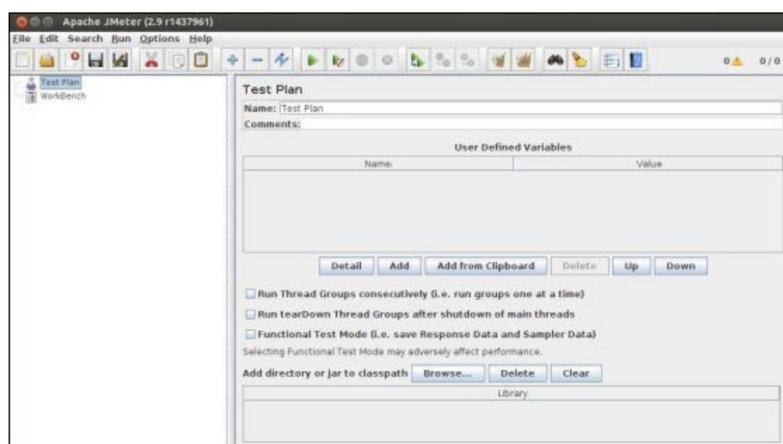 Apache JMeter (2.9 r1437961)
File Edit Search Run Options Help
0 0 / 0
Test Plan
WorkBench
Test Plan
Name: Test Plan
Comments:
User Defined Variables
Name: Value
Detail Add Add from Clipboard Delete Up Down
Run Thread Groups consecutively (i.e. run groups one at a time)
Run tearDown Thread Groups after shutdown of main threads
Functional Test Mode (i.e. save Response Data and Sampler Data)
Selecting Functional Test Mode may adversely affect performance.
Add directory or jar to classpath Browse... Delete Clear
Library